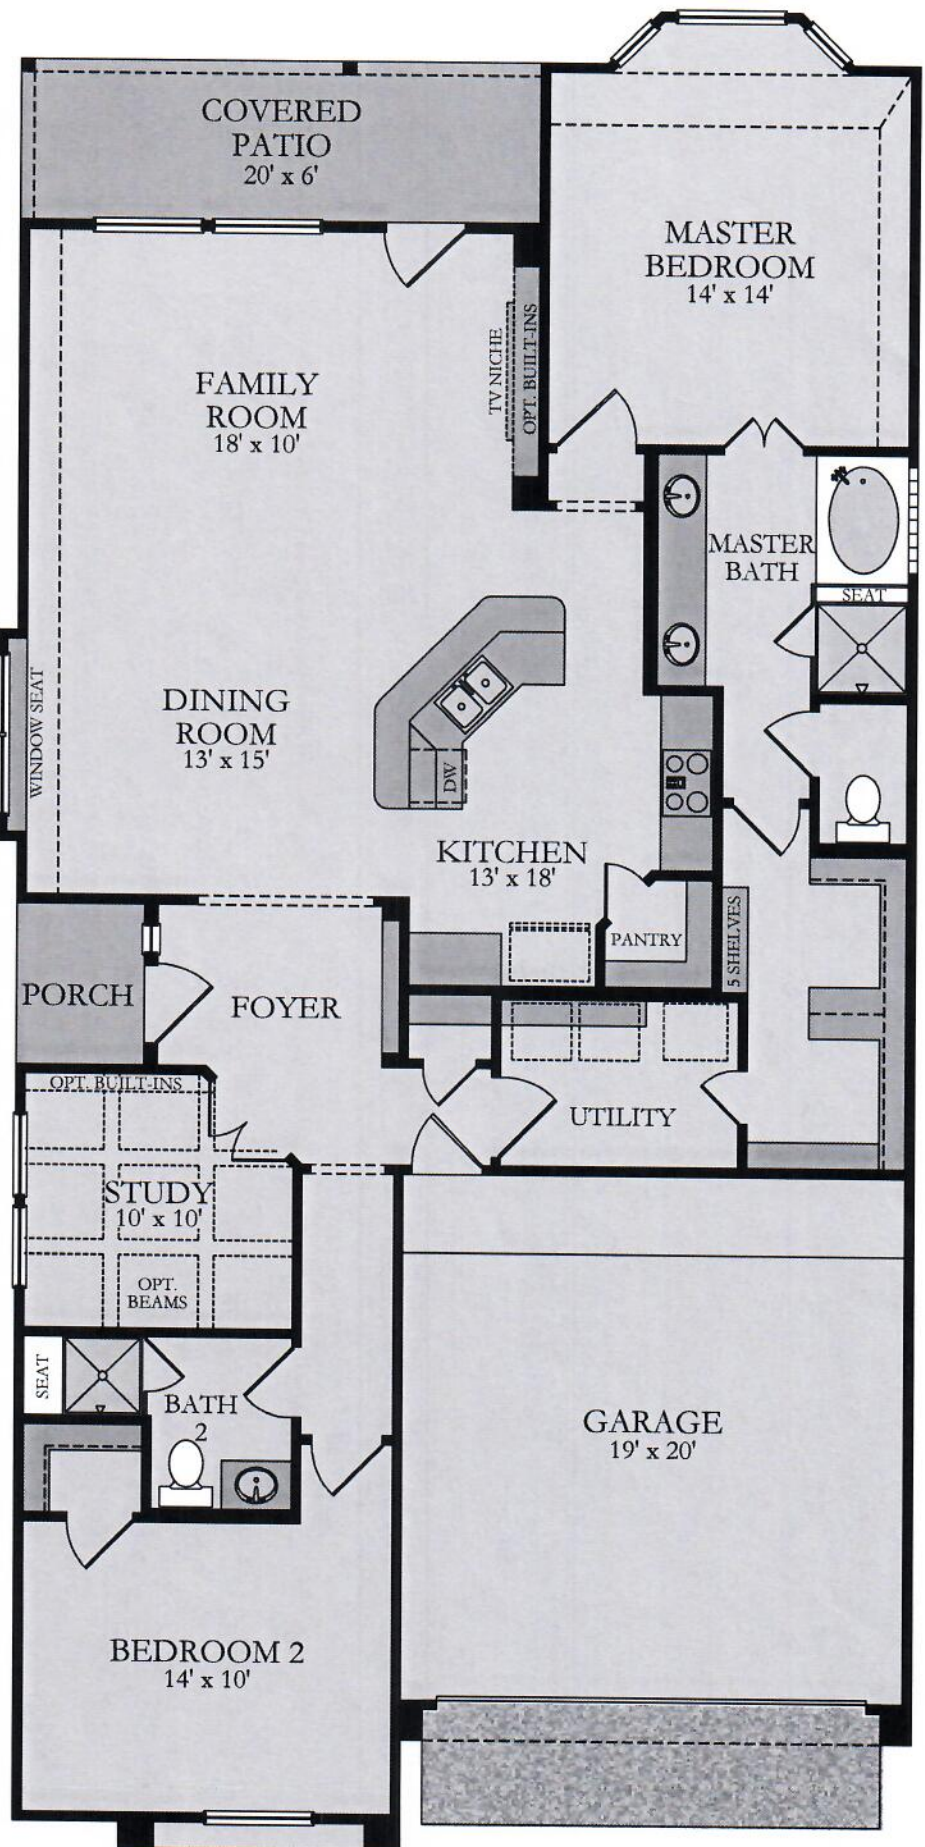 COVERED
PATIO
20' x 6'
MASTER
BEDROOM
14' x 14'
FAMILY
ROOM
18' x 10'
TV NICHE
OPT. BUILT-INS
MASTER
BATH
SEAT
WINDOW SEAT
DINING
ROOM
13' x 15'
DW
KITCHEN
13' x 18'
PANTRY
5 SHELVES
PORCH
FOYER
OPT. BUILT-INS
UTILITY
STUDY
10' x 10'
OPT.
BEAMS
SEAT
BATH
2
GARAGE
19' x 20'
BEDROOM 2
14' x 10'